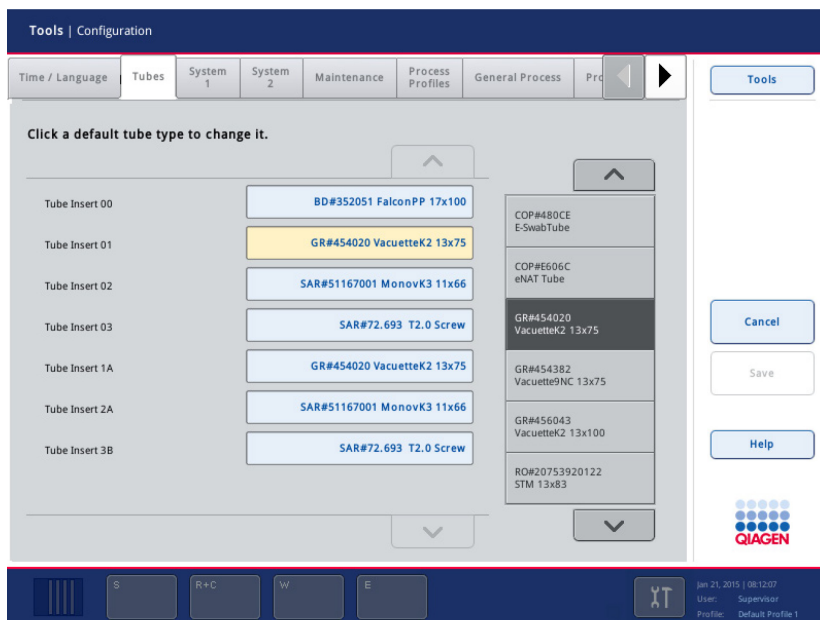 Tools | Configuration
Time / Language
Tubes
System
1
System
2
Maintenance
Process
Profiles
General Process
Tools
Click a default tube type to change it.
Tube Insert 00
BD#352051 FalconPP 17x100
Tube Insert 01
GR#454020 VacuetteK2 13x75
Tube Insert 02
SAR#51167001 MonovK3 11x66
Tube Insert 03
SAR#72.693 T2.0 Screw
Tube Insert 1A
GR#454020 VacuetteK2 13x75
Tube Insert 2A
SAR#51167001 MonovK3 11x66
Tube Insert 3B
SAR#72.693 T2.0 Screw
COP#480CE
E-SwabTube
COP#E606C
eNAT Tube
GR#454020
VacuetteK2 13x75
GR#454382
Vacuette9NC 13x75
GR#456043
VacuetteK2 13x100
RO#20753920122
STM 13x83
Cancel
Save
Help
QIAGEN
S
R+C
W
E
Jan 21, 2015 | 08:12:07
User: Supervisor
Profile: Default Profile 1